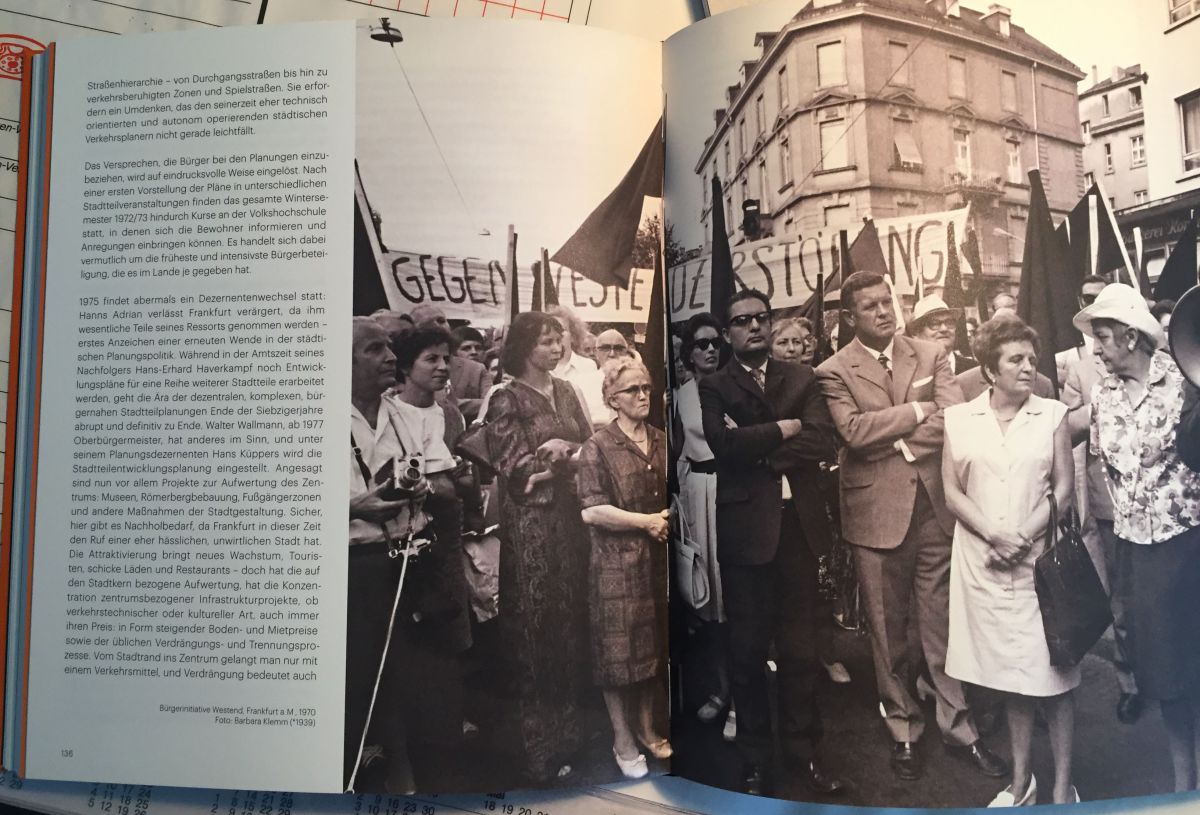 Straßenhierarchie – von Durchgangsstraßen bis hin zu
verkehrsberuhigten Zonen und Spielstraßen. Sie erfor-
dern ein Umdenken, das den seinerzeit eher technisch
orientierten und autonom operierenden städtischen
Verkehrsplanern nicht gerade leichtfällt.
Das Versprechen, die Bürger bei den Planungen einzu-
beziehen, wird auf eindrucksvolle Weise eingelöst. Nach
einer ersten Vorstellung der Pläne in unterschiedlichen
Stadtteilveranstaltungen finden das gesamte Winterse-
mester 1972/73 hindurch Kurse an der Volkshochschule
statt, in denen sich die Bewohner informieren und
Anregungen einbringen können. Es handelt sich dabei
vermutlich um die früheste und intensivste Bürgerbetei-
ligung, die es im Lande je gegeben hat.
1975 findet abermals ein Dezernentenwechsel statt:
Hanns Adrian verlässt Frankfurt verärgert, da ihm
wesentliche Teile seines Ressorts genommen werden –
erstes Anzeichen einer erneuten Wende in der städti-
schen Planungspolitik. Während in der Amtszeit seines
Nachfolgers Hans-Erhard Haverkampf noch Entwick-
lungspläne für eine Reihe weiterer Stadtteile erarbeitet
werden, geht die Ära der dezentralen, komplexen, bür-
gernahen Stadtteilplanungen Ende der Siebzigerjahre
abrupt und definitiv zu Ende. Walter Wallmann, ab 1977
Oberbürgermeister, hat anderes im Sinn, und unter
seinem Planungsdezernenten Hans Küppers wird die
Stadtteilentwicklungsplanung eingestellt. Angesagt
sind nun vor allem Projekte zur Aufwertung des Zen-
trums: Museen, Römerbergbebauung, Fußgängerzonen
und andere Maßnahmen der Stadtgestaltung. Sicher,
hier gibt es Nachholbedarf, da Frankfurt in dieser Zeit
den Ruf einer eher hässlichen, unwirtlichen Stadt hat.
Die Attraktivierung bringt neues Wachstum, Touris-
ten, schicke Läden und Restaurants – doch hat die auf
den Stadtkern bezogene Aufwertung, hat die Konzen-
tration zentrumsbezogener Infrastrukturprojekte, ob
verkehrstechnischer oder kultureller Art, auch immer
ihren Preis: in Form steigender Boden- und Mietpreise
sowie der üblichen Verdrängungs- und Trennungspro-
zesse. Vom Stadtrand ins Zentrum gelangt man nur mit
einem Verkehrsmittel, und Verdrängung bedeutet auch
Bürgerinitiative Westend, Frankfurt a. M., 1970
Foto: Barbara Klemm (*1939)
136
GEGEN WESTE ZERSTÖRUNG